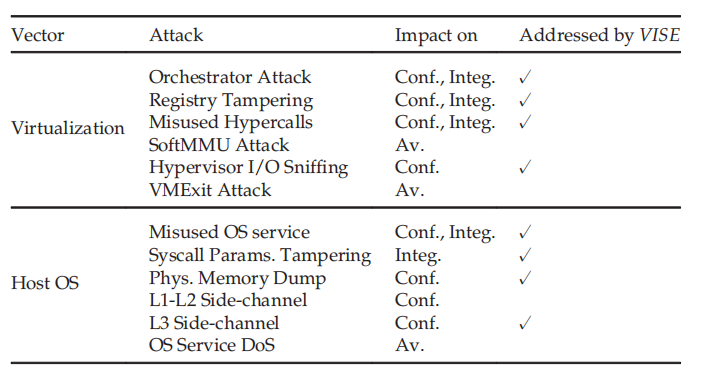 Vector Attack Impact on Addressed by VISE
Orchestrator Attack Conf., Integ. ✓
Registry Tampering Conf., Integ. ✓
Virtualization Misused Hypercalls Conf., Integ. ✓
SoftMMU Attack Av.
Hypervisor I/O Sniffing Conf. ✓
VMExit Attack Av.
Misused OS service Conf., Integ. ✓
Syscall Params. Tampering Integ. ✓
Host OS Phys. Memory Dump Conf. ✓
L1-L2 Side-channel Conf.
L3 Side-channel Conf. ✓
OS Service DoS Av.